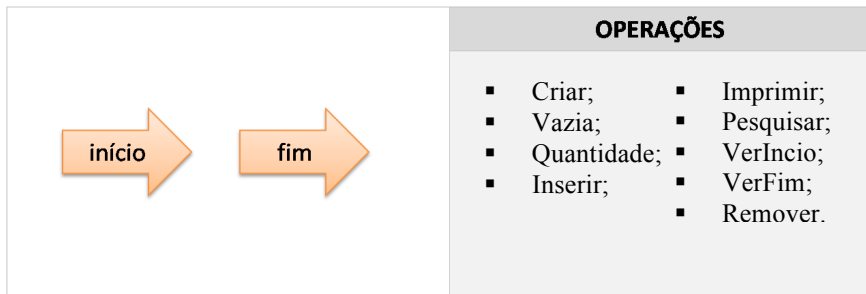 início
fim
OPERAÇÕES
▪ Criar;
▪ Vazia;
▪ Quantidade;
▪ Inserir;
▪ Imprimir;
▪ Pesquisar;
▪ VerIncio;
▪ VerFim;
▪ Remover.